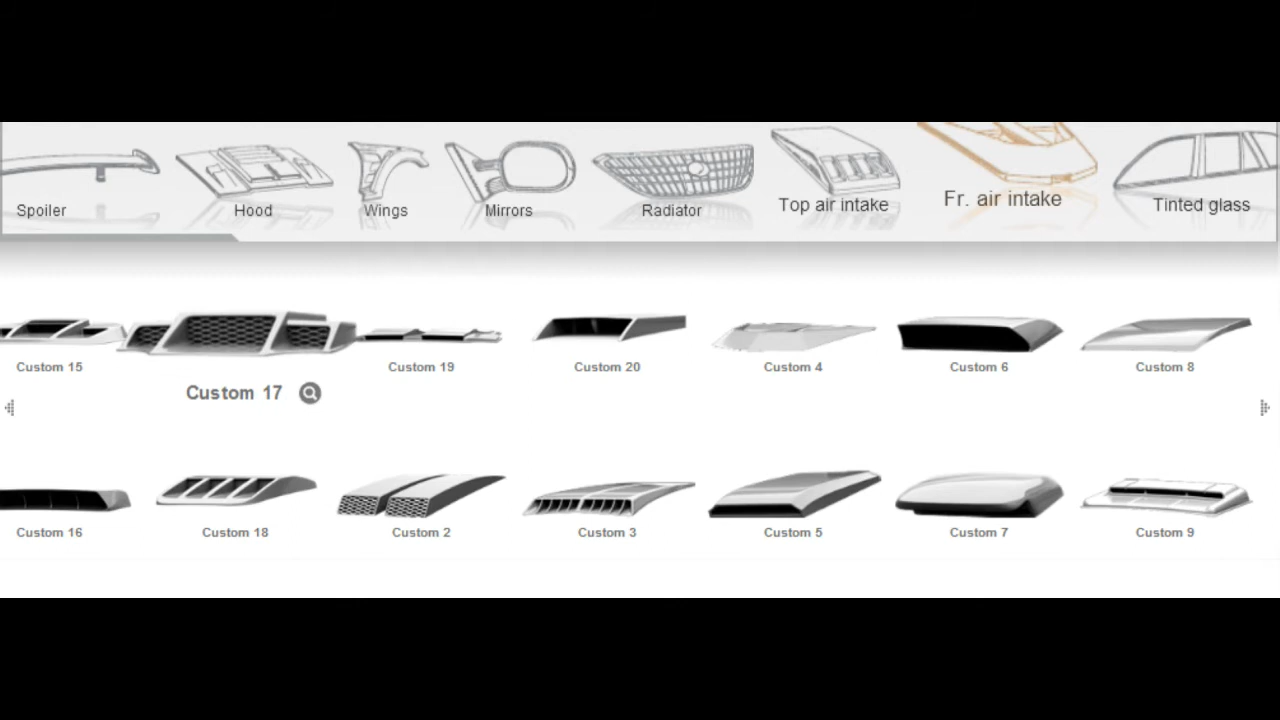 Spoiler Hood Wings Mirrors Radiator Top air intake Fr. air intake Tinted glass
Custom 15 Custom 17 Custom 19 Custom 20 Custom 4 Custom 6 Custom 8
Custom 16 Custom 18 Custom 2 Custom 3 Custom 5 Custom 7 Custom 9